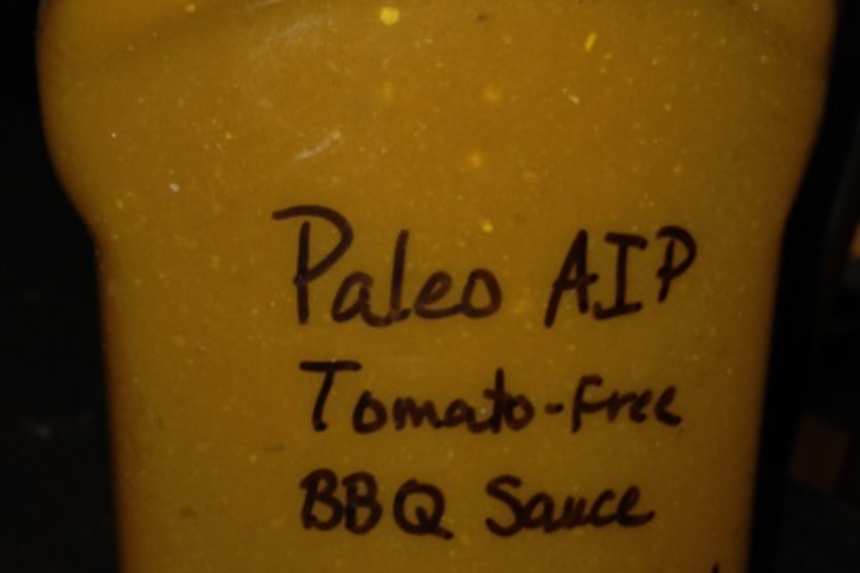 Paleo AIP
Tomato-Free
BBQ Sauce